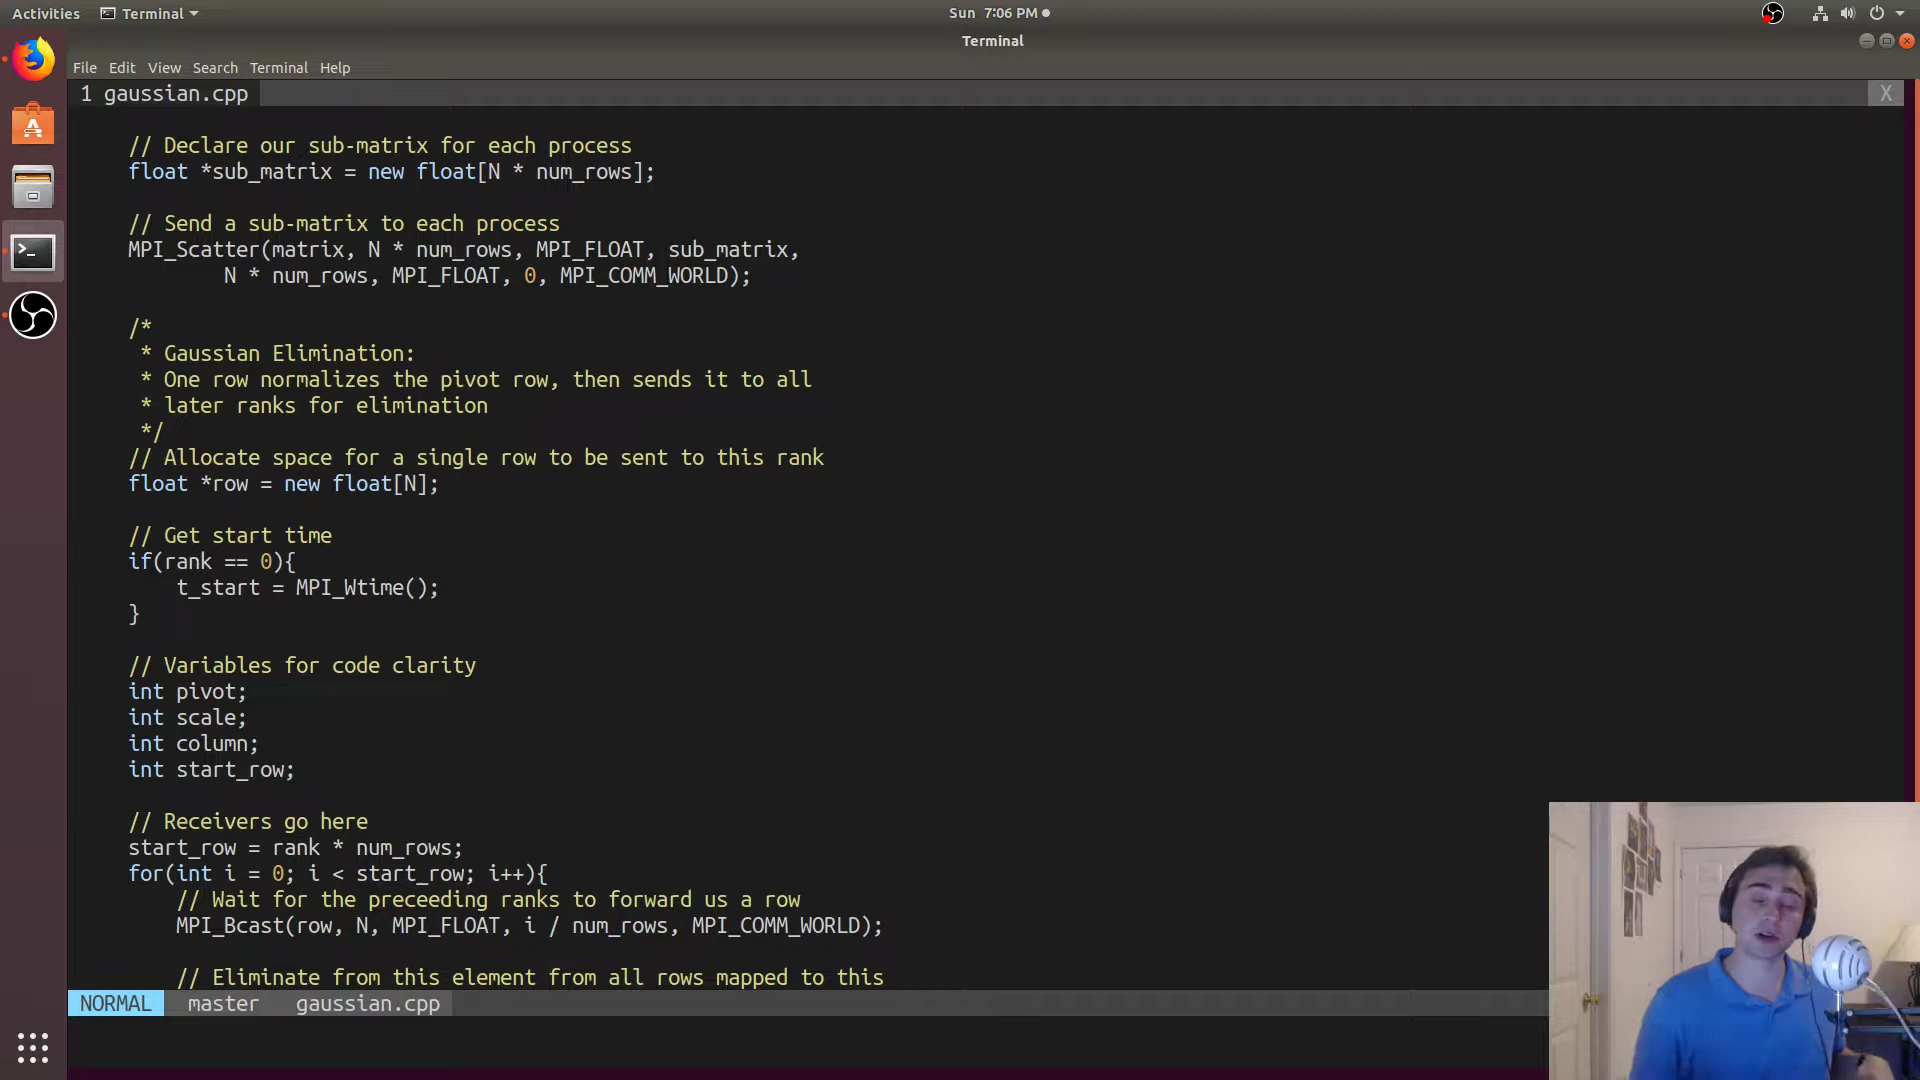 Activities Terminal Sun 7:06 PM
Terminal
File Edit View Search Terminal Help
1 gaussian.cpp X
// Declare our sub-matrix for each process
float *sub_matrix = new float[N * num_rows];
// Send a sub-matrix to each process
MPI_Scatter(matrix, N * num_rows, MPI_FLOAT, sub_matrix,
N * num_rows, MPI_FLOAT, 0, MPI_COMM_WORLD);
/*
* Gaussian Elimination:
* One row normalizes the pivot row, then sends it to all
* later ranks for elimination
*/
// Allocate space for a single row to be sent to this rank
float *row = new float[N];
// Get start time
if(rank == 0){
t_start = MPI_Wtime();
}
// Variables for code clarity
int pivot;
int scale;
int column;
int start_row;
// Receivers go here
start_row = rank * num_rows;
for(int i = 0; i < start_row; i++){
// Wait for the preceeding ranks to forward us a row
MPI_Bcast(row, N, MPI_FLOAT, i / num_rows, MPI_COMM_WORLD);
// Eliminate from this element from all rows mapped to this
NORMAL master gaussian.cpp